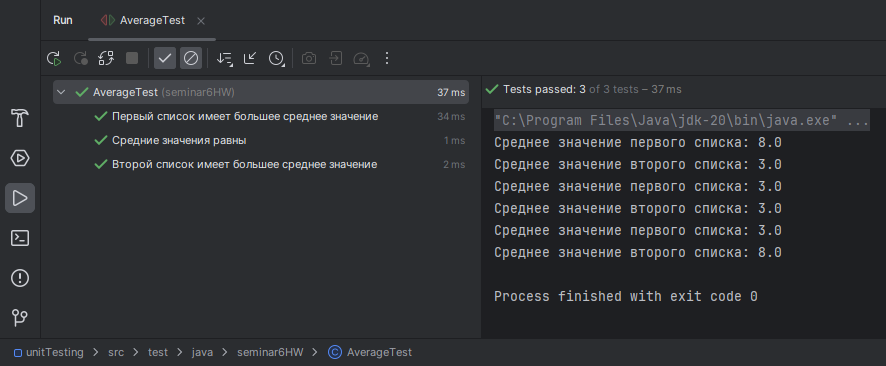 Run
AverageTest
AverageTest (seminar6HW) 37 ms
Первый список имеет большее среднее значение 34 ms
Средние значения равны 1 ms
Второй список имеет большее среднее значение 2 ms
Tests passed: 3 of 3 tests – 37 ms
"C:\Program Files\Java\jdk-20\bin\java.exe" ...
Среднее значение первого списка: 8.0
Среднее значение второго списка: 3.0
Среднее значение первого списка: 3.0
Среднее значение второго списка: 3.0
Среднее значение первого списка: 3.0
Среднее значение второго списка: 8.0
Process finished with exit code 0
unitTesting > src > test > java > seminar6HW > AverageTest